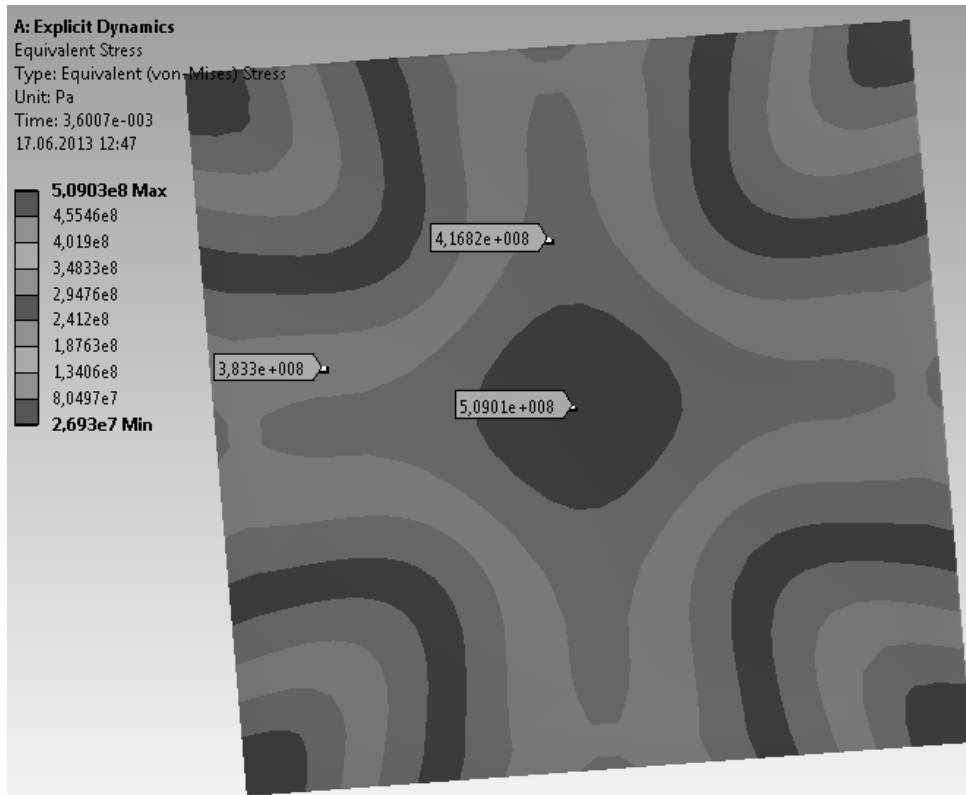 A: Explicit Dynamics
Equivalent Stress
Type: Equivalent (von-Mises) Stress
Unit: Pa
Time: 3,6007e-003
17.06.2013 12:47
5,0903e8 Max
4,5546e8
4,019e8
3,4833e8
2,9476e8
2,412e8
1,8763e8
1,3406e8
8,0497e7
2,693e7 Min
4,1682e+008
3,833e+008
5,0901e+008